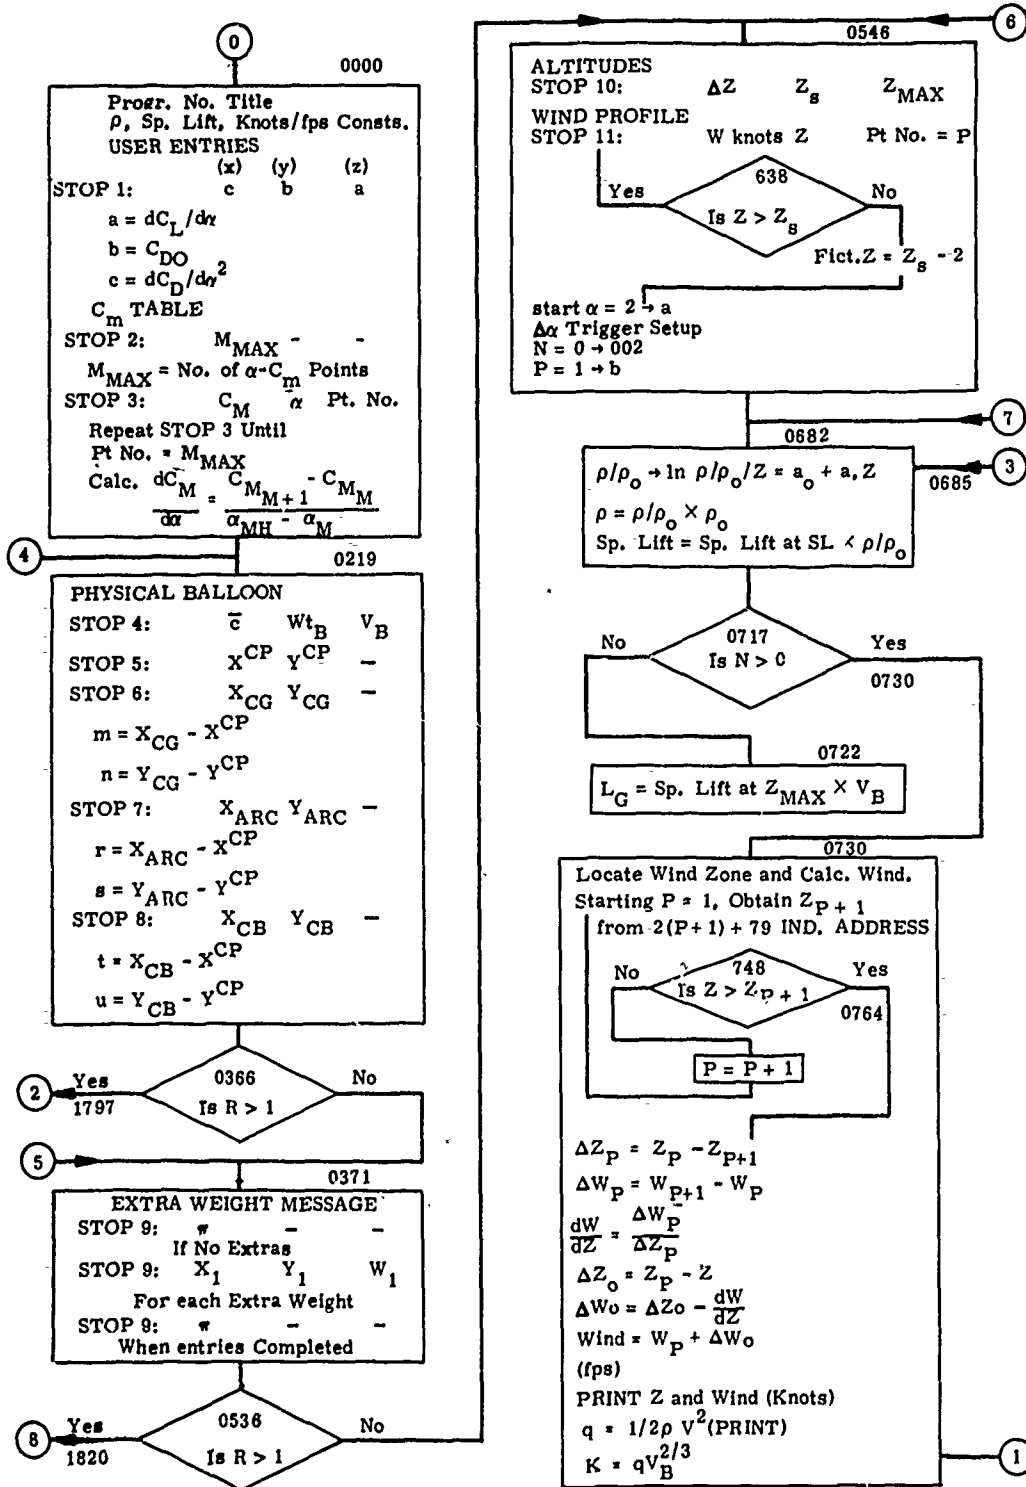 0
0000
Progr. No. Title
ρ, Sp. Lift, Knots/fps Consts.
USER ENTRIES
(x) (y) (z)
STOP 1: c b a
a = dC_L/dα
b = C_DO
c = dC_D/dα^2
C_m TABLE
STOP 2: M_MAX - -
M_MAX = No. of α-C_m Points
STOP 3: C_M α Pt. No.
Repeat STOP 3 Until
Pt No. = M_MAX
Calc. dC_M/dα = (C_M_M+1 - C_M_M)/(α_MH - α_M)
4
0219
PHYSICAL BALLOON
STOP 4: c̄ Wt_B V_B
STOP 5: X^CP Y^CP -
STOP 6: X_CG Y_CG -
m = X_CG - X^CP
n = Y_CG - Y^CP
STOP 7: X_ARC Y_ARC -
r = X_ARC - X^CP
s = Y_ARC - Y^CP
STOP 8: X_CB Y_CB -
t = X_CB - X^CP
u = Y_CB - Y^CP
2
Yes
1797
0366
Is R > 1
No
5
0371
EXTRA WEIGHT MESSAGE
STOP 9: π - -
If No Extras
STOP 9: X_1 Y_1 W_1
For each Extra Weight
STOP 9: π - -
When entries Completed
8
Yes
1820
0536
Is R > 1
No
6
0546
ALTITUDES
STOP 10: ΔZ Z_s Z_MAX
WIND PROFILE
STOP 11: W knots Z Pt No. = P
Yes
638
Is Z > Z_s
No
Fict. Z = Z_s - 2
start α = 2 → a
Δα Trigger Setup
N = 0 → 002
P = 1 → b
7
0682
3
0685
ρ/ρ_o → ln ρ/ρ_o/Z = a_o + a, Z
ρ = ρ/ρ_o × ρ_o
Sp. Lift = Sp. Lift at SL × ρ/ρ_o
No
0717
Is N > 0
Yes
0730
0722
L_G = Sp. Lift at Z_MAX × V_B
0730
Locate Wind Zone and Calc. Wind.
Starting P = 1, Obtain Z_P + 1
from 2(P+1) + 79 IND. ADDRESS
No
748
Is Z > Z_P + 1
Yes
0764
P = P + 1
ΔZ_P = Z_P - Z_P+1
ΔW_P = W_P+1 - W_P
dW/dZ = ΔW_P/ΔZ_P
ΔZ_o = Z_P - Z
ΔWo = ΔZo - dW/dZ
Wind = W_P + ΔWo
(fps)
PRINT Z and Wind (Knots)
q = 1/2ρ V^2 (PRINT)
K = qV_B^2/3
1